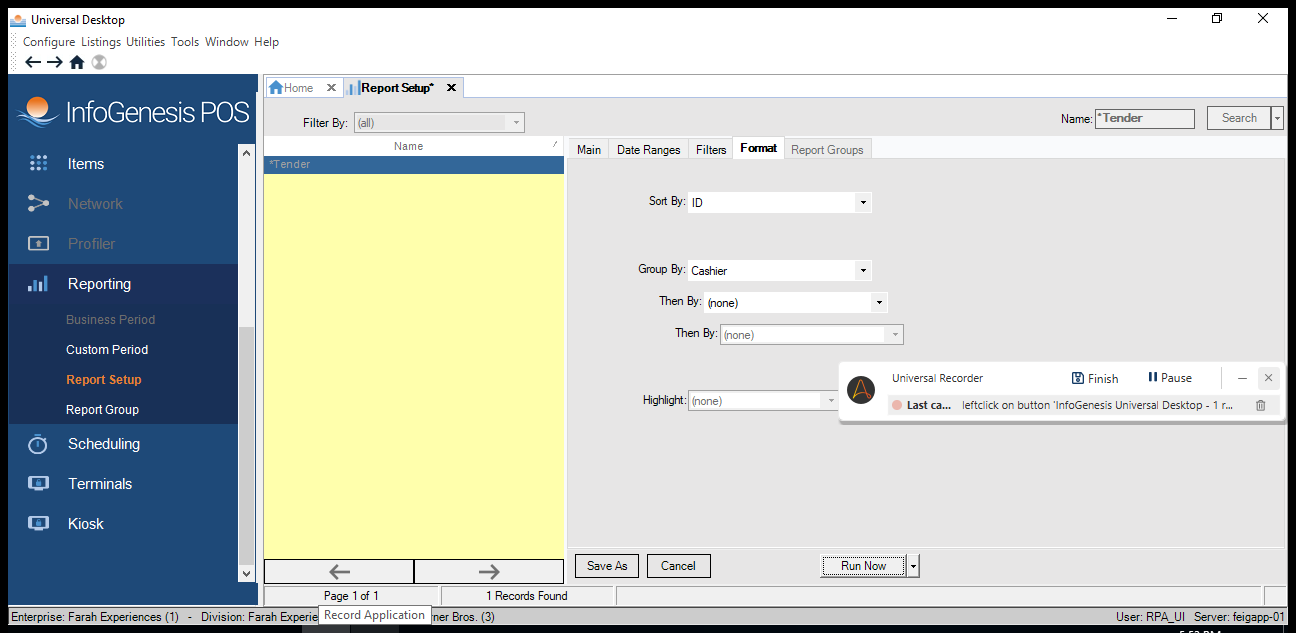 Universal Desktop
Configure Listings Utilities Tools Window Help
Home
Report Setup*
InfoGenesis POS
Filter By: (all)
Name: *Tender
Search
Name
*Tender
Main
Date Ranges
Filters
Format
Report Groups
Items
Network
Profiler
Reporting
Business Period
Custom Period
Report Setup
Report Group
Scheduling
Terminals
Kiosk
Sort By: ID
Group By: Cashier
Then By: (none)
Then By: (none)
Highlight: (none)
Universal Recorder
Finish
Pause
Last ca... leftclick on button 'InfoGenesis Universal Desktop - 1 r...
Save As
Cancel
Run Now
Page 1 of 1
1 Records Found
Record Application
Enterprise: Farah Experiences (1) - Division: Farah Experie
ner Bros. (3)
User: RPA_UI Server: feigapp-01